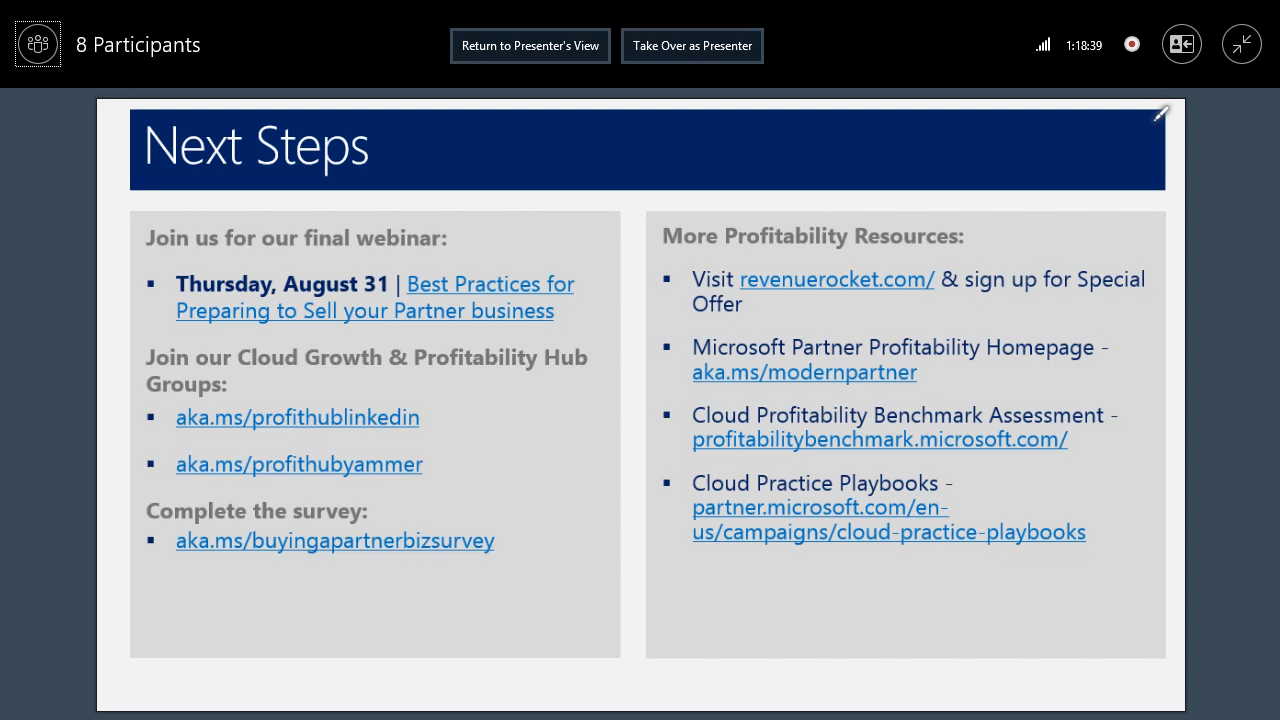 8 Participants
Return to Presenter's View
Take Over as Presenter
1:18:39
Next Steps
Join us for our final webinar:
▪ Thursday, August 31 | Best Practices for
Preparing to Sell your Partner business
Join our Cloud Growth & Profitability Hub
Groups:
▪ aka.ms/profithublinkedin
▪ aka.ms/profithubyammer
Complete the survey:
▪ aka.ms/buyingapartnerbizsurvey
More Profitability Resources:
▪ Visit revenuerocket.com/ & sign up for Special
Offer
▪ Microsoft Partner Profitability Homepage -
aka.ms/modernpartner
▪ Cloud Profitability Benchmark Assessment -
profitabilitybenchmark.microsoft.com/
▪ Cloud Practice Playbooks -
partner.microsoft.com/en-
us/campaigns/cloud-practice-playbooks